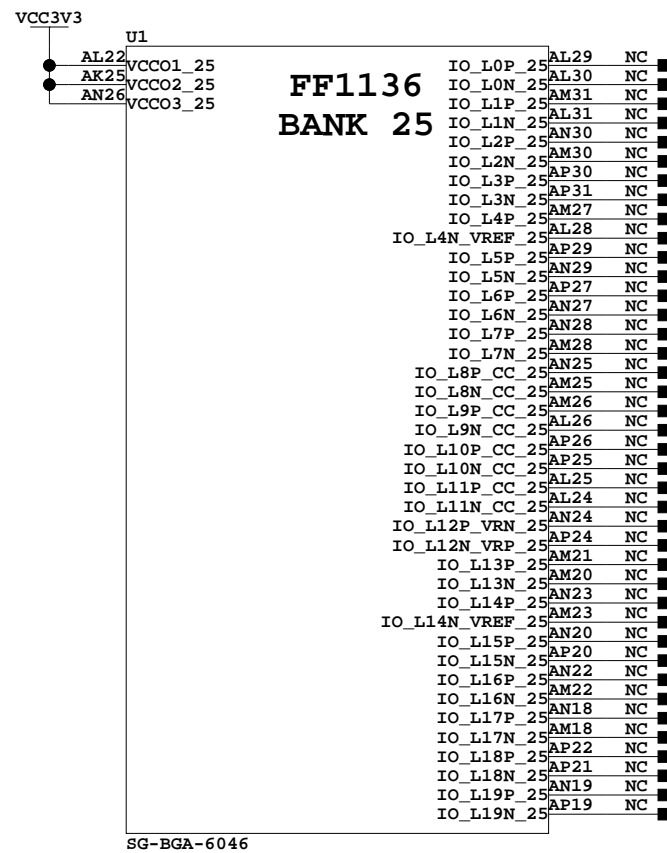 VCC3V3
U1
AL22 VCCO1_25
AK25 VCCO2_25
AN26 VCCO3_25
FF1136
BANK 25
IO_L0P_25 AL29 NC
IO_L0N_25 AL30 NC
IO_L1P_25 AM31 NC
IO_L1N_25 AL31 NC
IO_L2P_25 AN30 NC
IO_L2N_25 AM30 NC
IO_L3P_25 AP30 NC
IO_L3N_25 AP31 NC
IO_L4P_25 AM27 NC
IO_L4N_VREF_25 AL28 NC
IO_L5P_25 AP29 NC
IO_L5N_25 AN29 NC
IO_L6P_25 AP27 NC
IO_L6N_25 AN27 NC
IO_L7P_25 AN28 NC
IO_L7N_25 AM28 NC
IO_L8P_CC_25 AN25 NC
IO_L8N_CC_25 AM25 NC
IO_L9P_CC_25 AM26 NC
IO_L9N_CC_25 AL26 NC
IO_L10P_CC_25 AP26 NC
IO_L10N_CC_25 AP25 NC
IO_L11P_CC_25 AL25 NC
IO_L11N_CC_25 AL24 NC
IO_L12P_VRN_25 AN24 NC
IO_L12N_VRP_25 AP24 NC
IO_L13P_25 AM21 NC
IO_L13N_25 AM20 NC
IO_L14P_25 AN23 NC
IO_L14N_VREF_25 AM23 NC
IO_L15P_25 AN20 NC
IO_L15N_25 AP20 NC
IO_L16P_25 AN22 NC
IO_L16N_25 AM22 NC
IO_L17P_25 AN18 NC
IO_L17N_25 AM18 NC
IO_L18P_25 AP22 NC
IO_L18N_25 AP21 NC
IO_L19P_25 AN19 NC
IO_L19N_25 AP19 NC
SG-BGA-6046